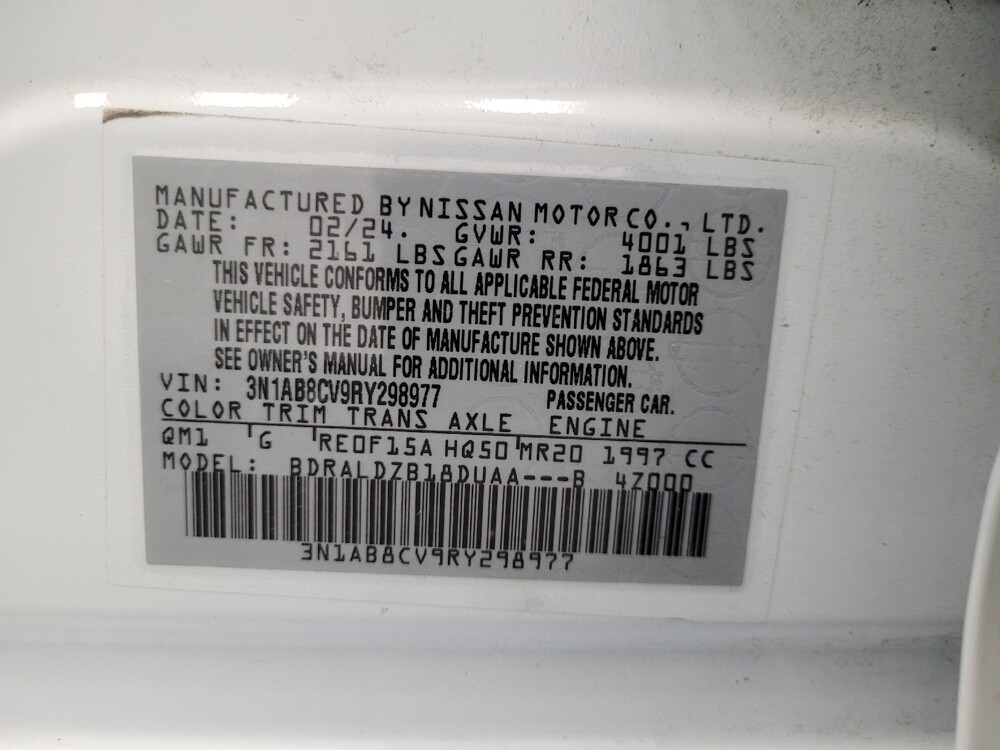 MANUFACTURED BY NISSAN MOTOR CO., LTD.
DATE: 02/24. GVWR: 4001 LBS
GAWR FR: 2161 LBS GAWR RR: 1863 LBS
THIS VEHICLE CONFORMS TO ALL APPLICABLE FEDERAL MOTOR
VEHICLE SAFETY, BUMPER AND THEFT PREVENTION STANDARDS
IN EFFECT ON THE DATE OF MANUFACTURE SHOWN ABOVE.
SEE OWNER'S MANUAL FOR ADDITIONAL INFORMATION.
VIN: 3N1AB8CV9RY298977 PASSENGER CAR.
COLOR TRIM TRANS AXLE ENGINE
QM1 G RE0F15A HQ50 MR20 1997 CC
MODEL: BDRALDZB18DUAA---B 4Z000
3N1AB8CV9RY298977